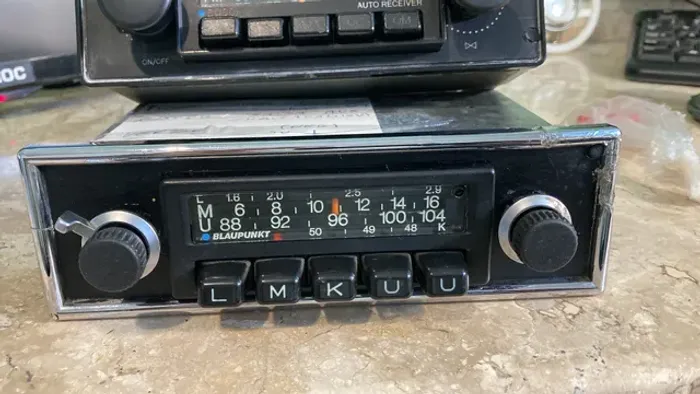 AUTO RECEIVER
ON/OFF
OC
L 1.6 2.0 2.5 2.9
M 6 8 10 12 14 16
U 88 92 96 100 104
BLAUPUNKT 50 49 48 K
L M K U U